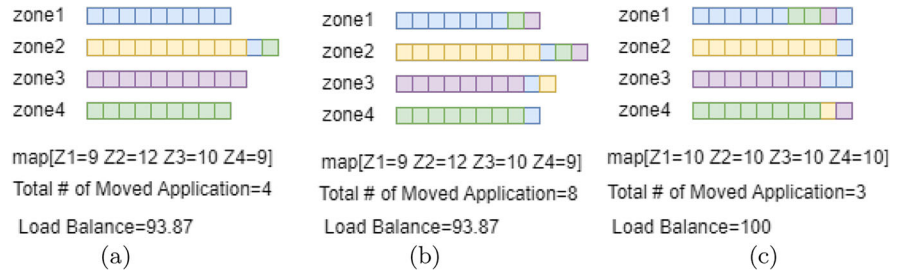 zone1
zone2
zone3
zone4
map[Z1=9 Z2=12 Z3=10 Z4=9]
Total # of Moved Application=4
Load Balance=93.87
(a)
zone1
zone2
zone3
zone4
map[Z1=9 Z2=12 Z3=10 Z4=9]
Total # of Moved Application=8
Load Balance=93.87
(b)
zone1
zone2
zone3
zone4
map[Z1=10 Z2=10 Z3=10 Z4=10]
Total # of Moved Application=3
Load Balance=100
(c)